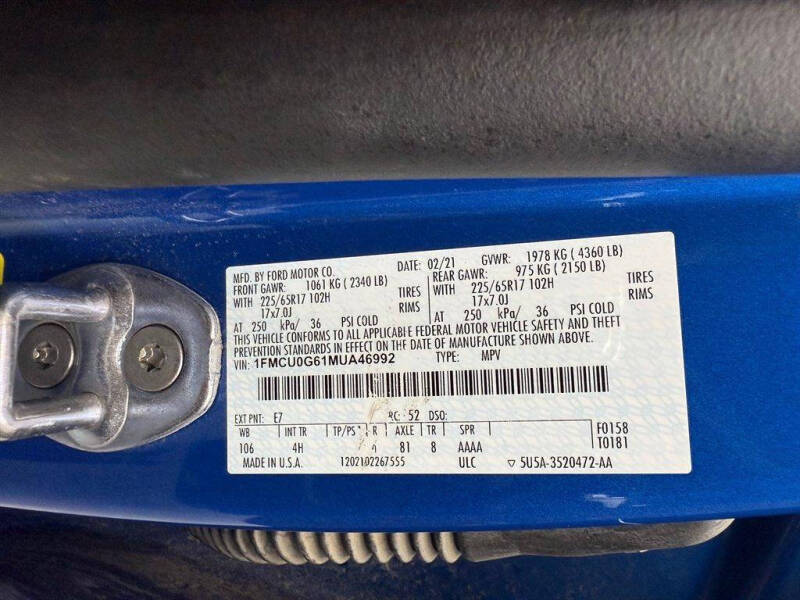 MFD. BY FORD MOTOR CO. DATE: 02/21 GVWR: 1978 KG ( 4360 LB)
FRONT GAWR: 1061 KG ( 2340 LB) REAR GAWR: 975 KG ( 2150 LB)
WITH 225/65R17 102H TIRES WITH 225/65R17 102H TIRES
17x7.0J RIMS 17x7.0J RIMS
AT 250 kPa/ 36 PSI COLD AT 250 kPa/ 36 PSI COLD
THIS VEHICLE CONFORMS TO ALL APPLICABLE FEDERAL MOTOR VEHICLE SAFETY AND THEFT
PREVENTION STANDARDS IN EFFECT ON THE DATE OF MANUFACTURE SHOWN ABOVE.
VIN: 1FMCU0G61MUA46992 TYPE: MPV
EXT PNT: E7 RC: 52 DSO: F0158
WB INT TR TP/PS R AXLE TR SPR T0181
106 4H 81 8 AAAA
MADE IN U.S.A. 1202102267555 ULC ▽ 5U5A-3520472-AA